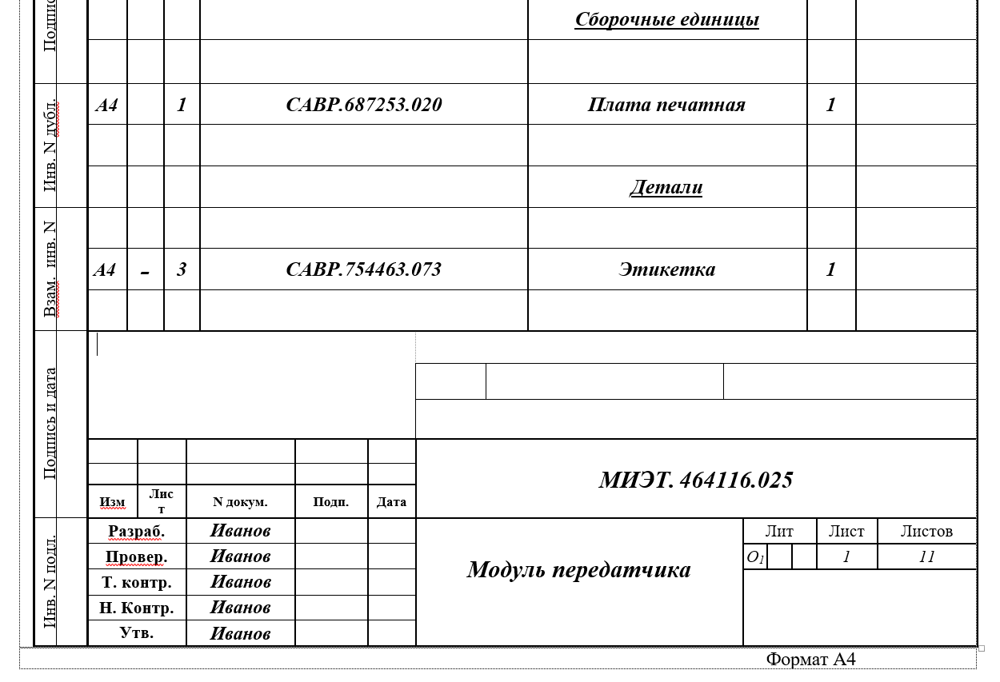 Подпис
Сборочные единицы
Инв. N дубл.
А4 1 САВР.687253.020 Плата печатная 1
Детали
Взам. инв. N
А4 - 3 САВР.754463.073 Этикетка 1
Подпись и дата
МИЭТ. 464116.025
Изм Лис
т N докум. Подп. Дата
Инв. N подл.
Разраб. Иванов
Провер. Иванов
Т. контр. Иванов
Н. Контр. Иванов
Утв. Иванов
Модуль передатчика
Лит Лист Листов
О1 1 11
Формат А4